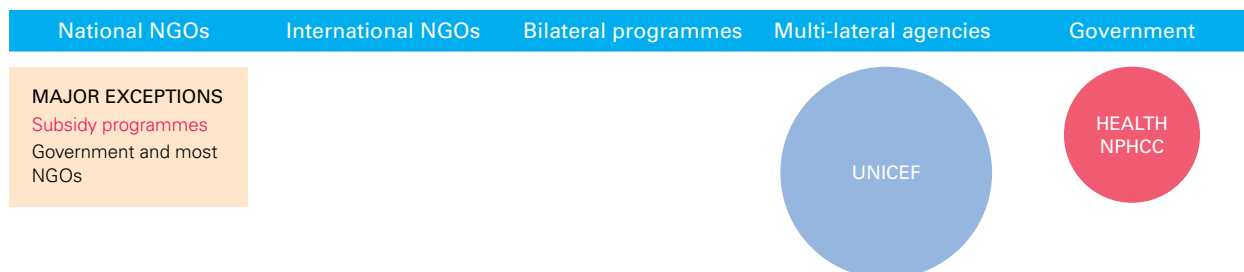 National NGOs International NGOs Bilateral programmes Multi-lateral agencies Government
MAJOR EXCEPTIONS
Subsidy programmes
Government and most
NGOs
UNICEF
HEALTH
NPHCC